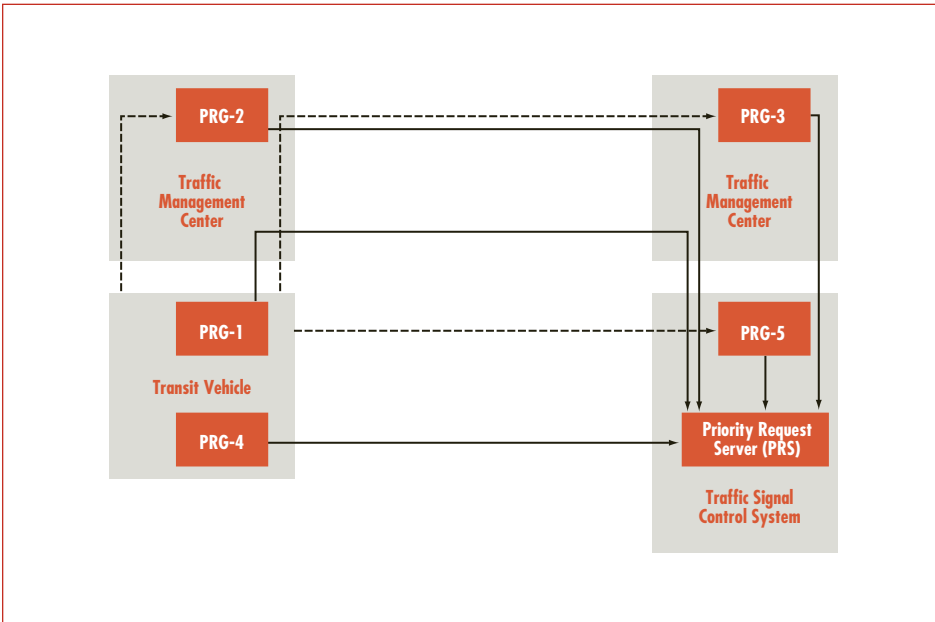 PRG-2
Traffic
Management
Center
PRG-3
Traffic
Management
Center
PRG-1
Transit Vehicle
PRG-4
PRG-5
Priority Request
Server (PRS)
Traffic Signal
Control System